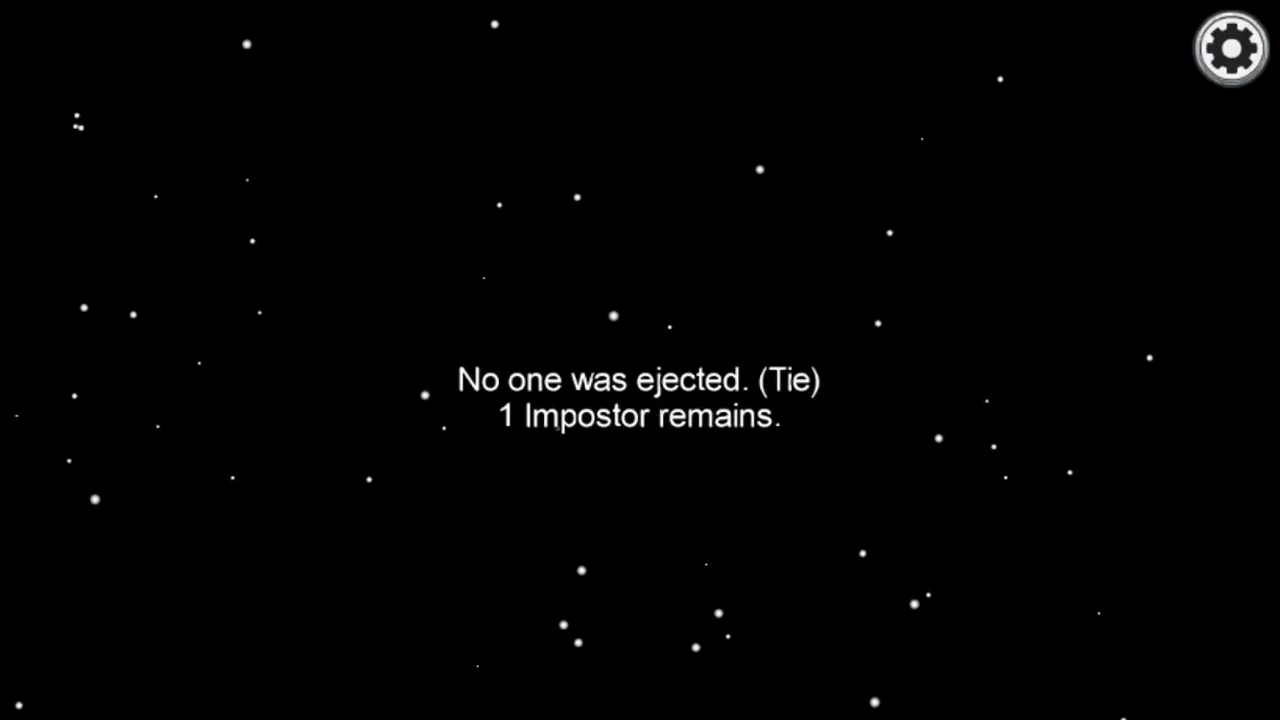 No one was ejected. (Tie)
1 Impostor remains.